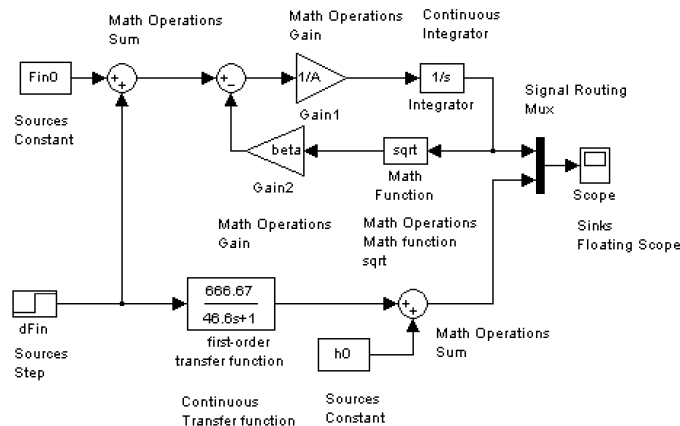 Math Operations
Sum
Math Operations
Gain
Continuous
Integrator
Fin0
+
+
+
−
1/A
1/s
Integrator
Gain1
Sources
Constant
Signal Routing
Mux
beta
Gain2
sqrt
Math
Function
Scope
Math Operations
Gain
Math Operations
Math function
sqrt
Sinks
Floating Scope
dFin
666.67
46.6s+1
first-order
transfer function
+
+
h0
Math Operations
Sum
Sources
Step
Continuous
Transfer function
Sources
Constant